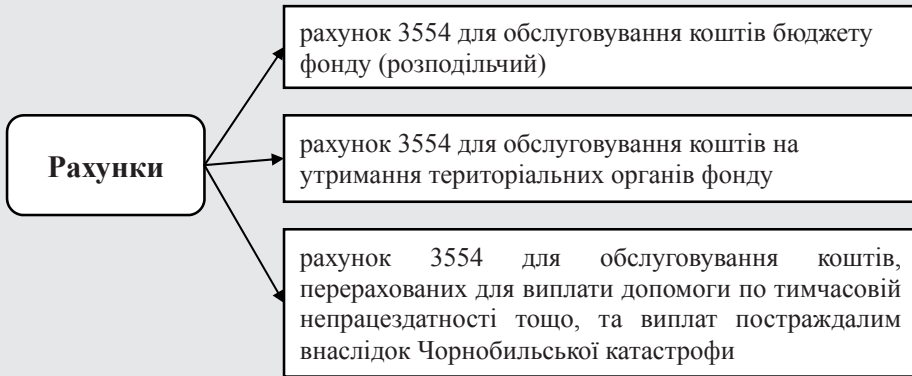 Рахунки
рахунок 3554 для обслуговування коштів бюджету
фонду (розподільчий)
рахунок 3554 для обслуговування коштів на
утримання територіальних органів фонду
рахунок 3554 для обслуговування коштів,
перерахованих для виплати допомоги по тимчасовій
непрацездатності тощо, та виплат постраждалим
внаслідок Чорнобильської катастрофи